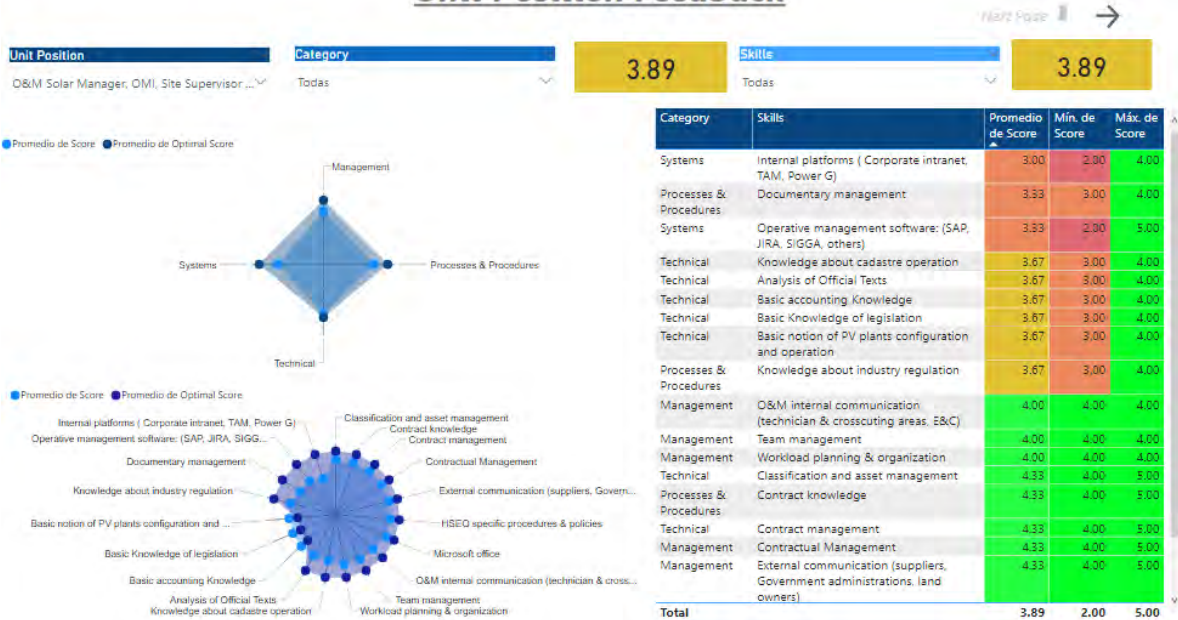 Next Page
Unit Position
O&M Solar Manager, OMI, Site Supervisor ...
Category
Todas
3.89
Skills
Todas
3.89
Promedio de Score Promedio de Optimal Score
Management
Systems
Processes & Procedures
Technical
Promedio de Score Promedio de Optimal Score
Internal platforms ( Corporate intranet, TAM, Power G)
Operative management software: (SAP, JIRA, SIGG...
Documentary management
Knowledge about industry regulation
Basic notion of PV plants configuration and ...
Basic Knowledge of legislation
Basic accounting Knowledge
Analysis of Official Texts
Knowledge about cadastre operation
Classification and asset management
Contract knowledge
Contract management
Contractual Management
External communication (suppliers, Govern...
HSEQ specific procedures & policies
Microsoft office
O&M internal communication (technician & cross...
Team management
Workload planning & organization
Category Skills Promedio de Score Mín. de Score Máx. de Score
Systems Internal platforms ( Corporate intranet, 3.00 2.00 4.00
TAM, Power G)
Processes & Documentary management 3.33 3.00 4.00
Procedures
Systems Operative management software: (SAP, 3.33 2.00 5.00
JIRA, SIGGA, others)
Technical Knowledge about cadastre operation 3.67 3.00 4.00
Technical Analysis of Official Texts 3.67 3.00 4.00
Technical Basic accounting Knowledge 3.67 3.00 4.00
Technical Basic Knowledge of legislation 3.67 3.00 4.00
Technical Basic notion of PV plants configuration 3.67 3.00 4.00
and operation
Processes & Knowledge about industry regulation 3.67 3.00 4.00
Procedures
Management O&M internal communication 4.00 4.00 4.00
(technician & crosscuting areas, E&C)
Management Team management 4.00 4.00 4.00
Management Workload planning & organization 4.00 4.00 4.00
Technical Classification and asset management 4.33 4.00 5.00
Processes & Contract knowledge 4.33 4.00 5.00
Procedures
Technical Contract management 4.33 4.00 5.00
Management Contractual Management 4.33 4.00 5.00
Management External communication (suppliers, 4.33 4.00 5.00
Government administrations, land
owners)
Total 3.89 2.00 5.00